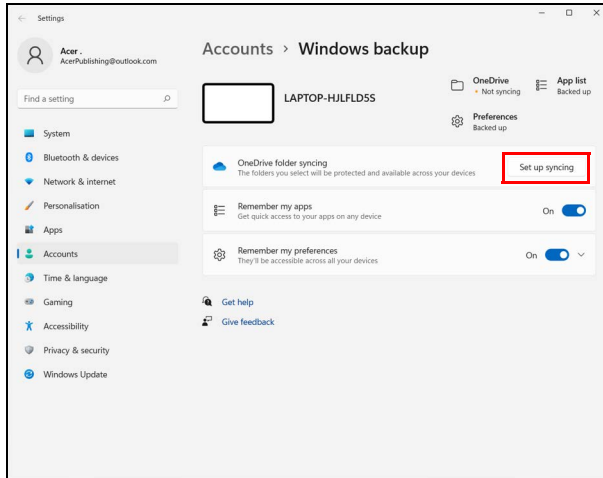 Settings
Acer .
AcerPublishing@outlook.com
Find a setting
System
Bluetooth & devices
Network & internet
Personalisation
Apps
Accounts
Time & language
Gaming
Accessibility
Privacy & security
Windows Update
Accounts > Windows backup
LAPTOP-HJLFLD5S
OneDrive
• Not syncing
App list
Backed up
Preferences
Backed up
OneDrive folder syncing
The folders you select will be protected and available across your devices
Set up syncing
Remember my apps
Get quick access to your apps on any device
On
Remember my preferences
They'll be accessible across all your devices
On
Get help
Give feedback